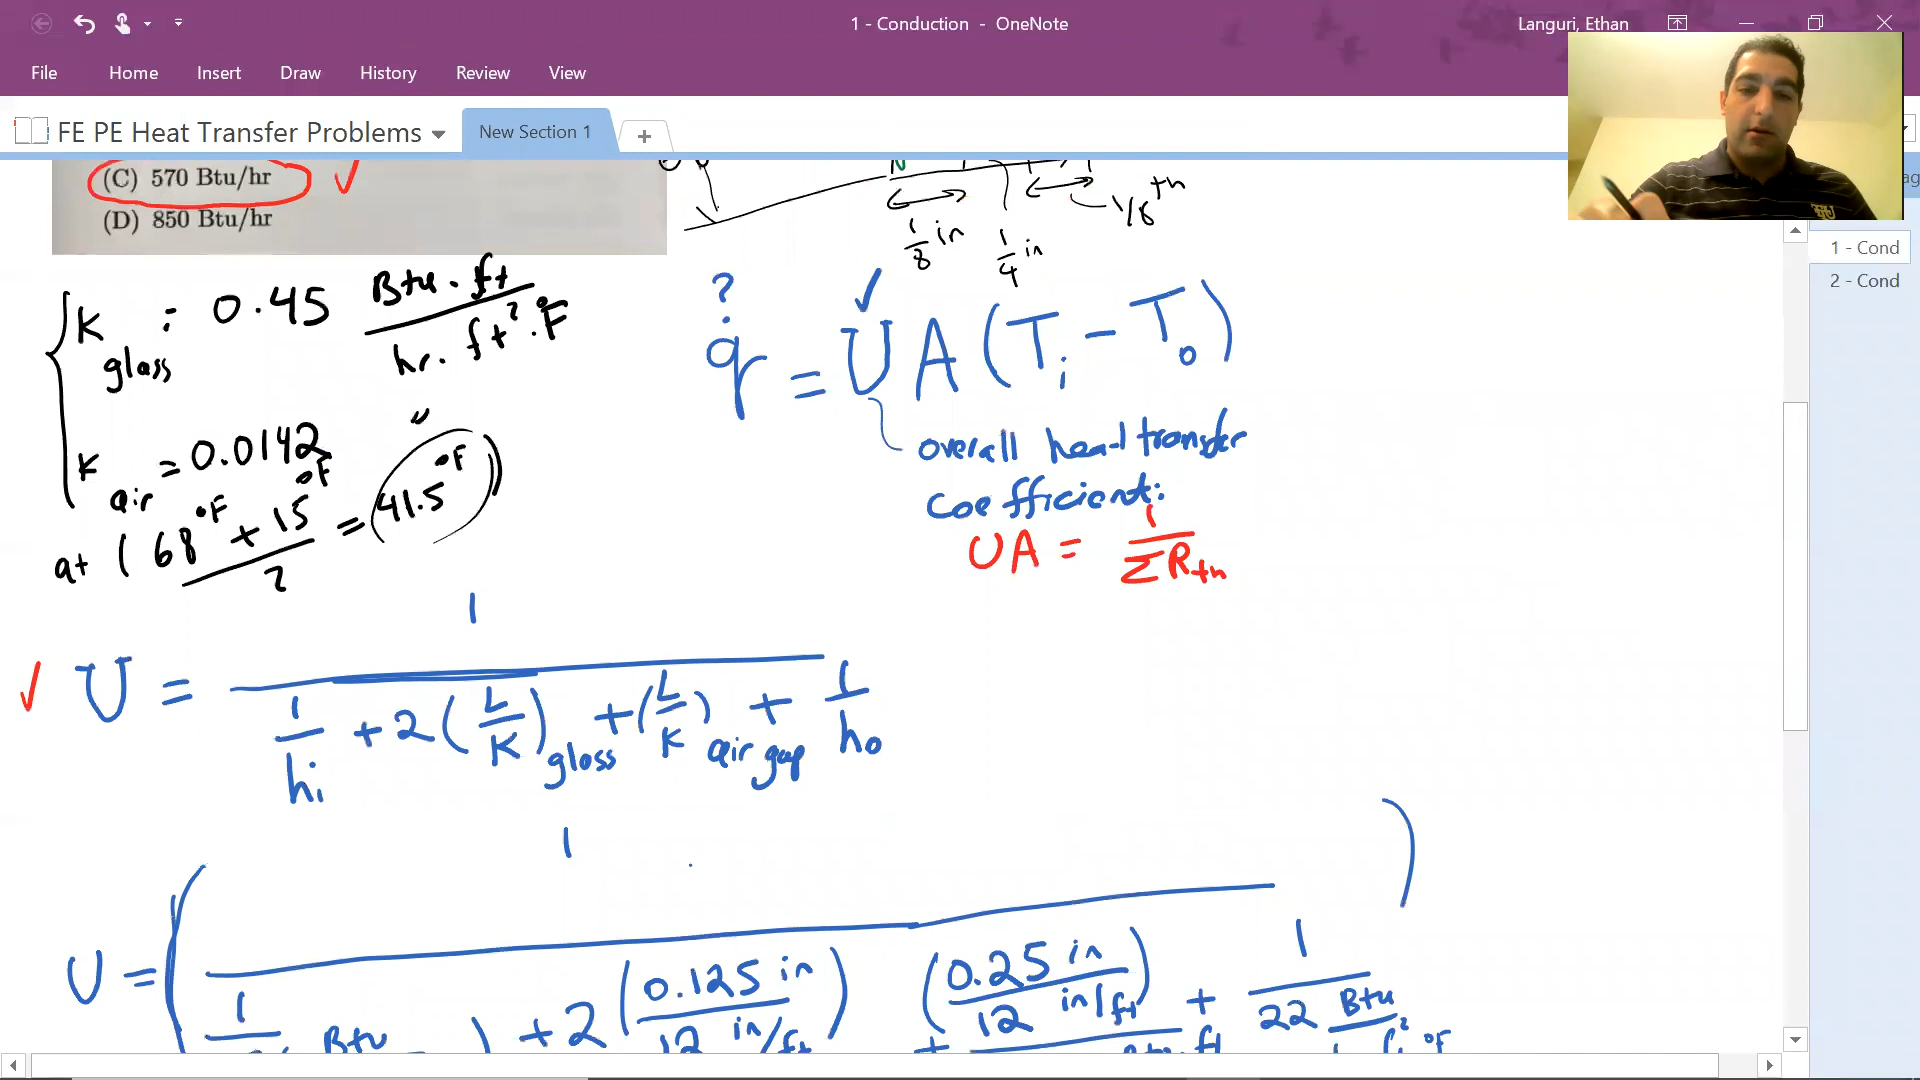 1 - Conduction - OneNote
Languri, Ethan
File Home Insert Draw History Review View
FE PE Heat Transfer Problems
New Section 1
+
1 - Cond
2 - Cond
(C) 570 Btu/hr ✓
(D) 850 Btu/hr
1/8 in
1/4 in
1/8 th
K glass : 0.45 Btu . ft / hr . ft² . °F
K air = 0.0142 "
at ( 68 °F + 15 °F / 2 = 41.5 °F )
? ✓
q̇ = U A ( Ti - To )
overall heat transfer
coefficient:
UA = 1 / Σ Rth
✓ U = 1 / 1/hi + 2 ( L/K ) glass + ( L/K ) air gap + 1/ho
U = ( 1 )
1 Btu ) + 2 ( 0.125 in / 12 in/ft ) + ( 0.25 in / 12 in/ft ) + 1 / 22 Btu
ft² °F